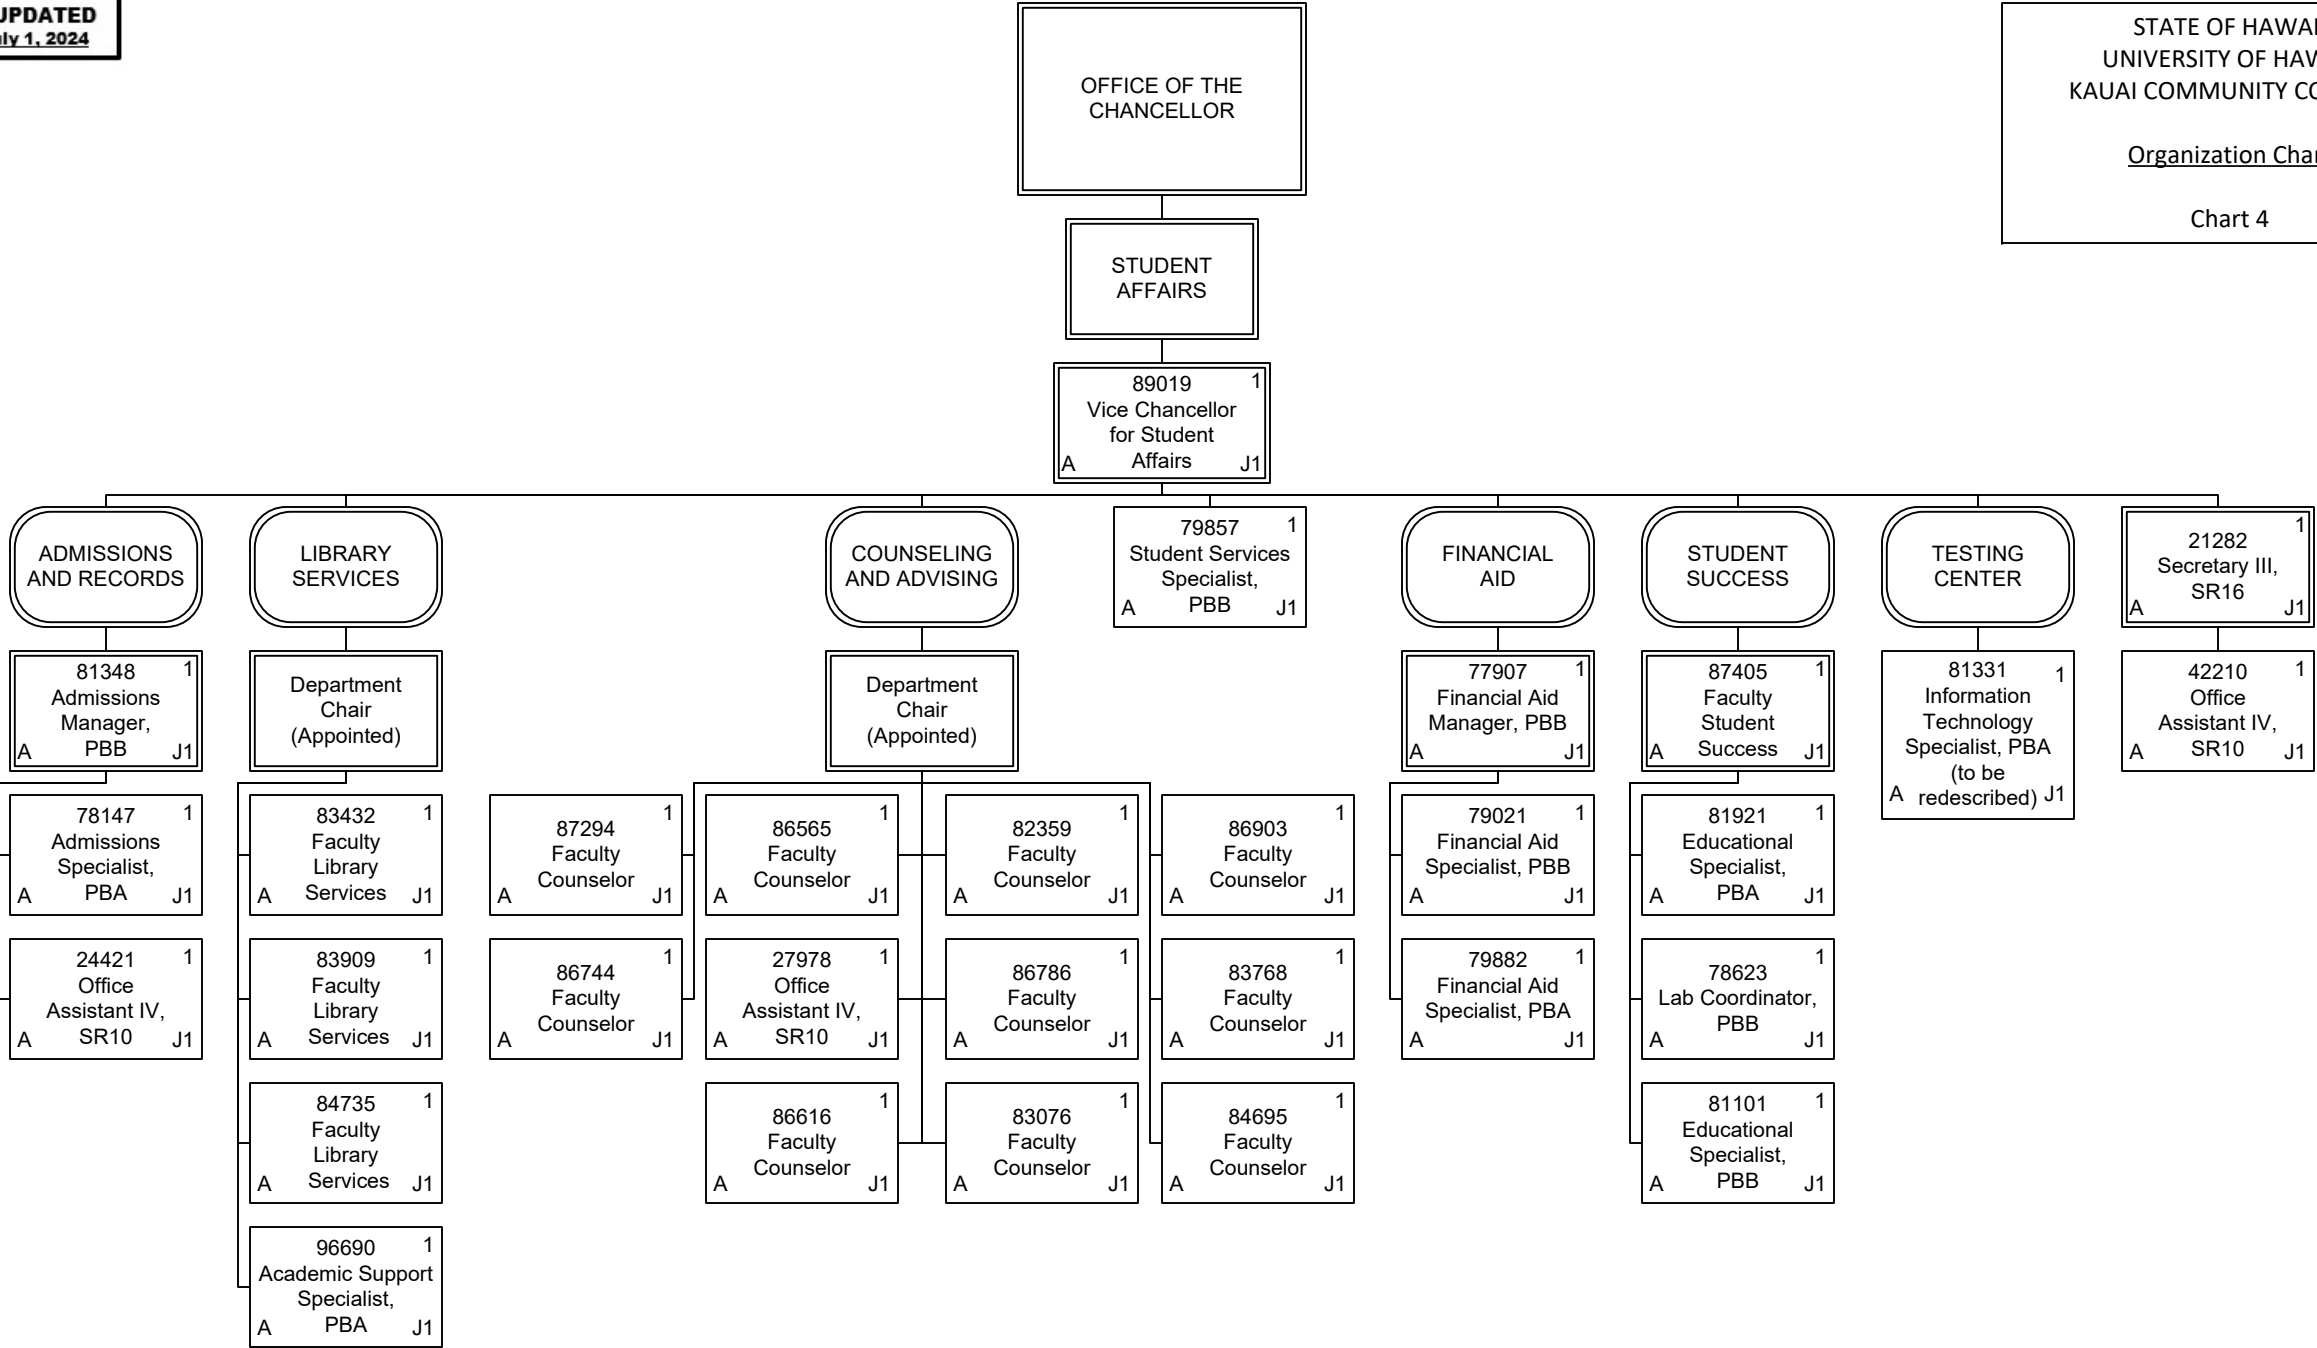 UPDATED
1, 2024
STATE OF
UNIVERSITY OF
KAUAI COMMUNITY
Organization
Chart 4
OFFICE OF THE
CHANCELLOR
STUDENT
AFFAIRS
89019 1
Vice Chancellor
for Student
A Affairs J1
ADMISSIONS
AND RECORDS
LIBRARY
SERVICES
COUNSELING
AND ADVISING
79857 1
Student Services
Specialist,
A PBB J1
FINANCIAL
AID
STUDENT
SUCCESS
TESTING
CENTER
21282 1
Secretary III,
SR16
A J1
81348 1
Admissions
Manager,
A PBB J1
Department
Chair
(Appointed)
Department
Chair
(Appointed)
77907 1
Financial Aid
Manager, PBB
A J1
87405 1
Faculty
Student
A Success J1
81331 1
Information
Technology
Specialist, PBA
(to be
A redescribed) J1
42210 1
Office
Assistant IV,
A SR10 J1
78147 1
Admissions
Specialist,
A PBA J1
83432 1
Faculty
Library
A Services J1
87294 1
Faculty
Counselor
A J1
86565 1
Faculty
Counselor
A J1
82359 1
Faculty
Counselor
A J1
86903 1
Faculty
Counselor
A J1
79021 1
Financial Aid
Specialist, PBB
A J1
81921 1
Educational
Specialist,
A PBA J1
24421 1
Office
Assistant IV,
A SR10 J1
83909 1
Faculty
Library
A Services J1
86744 1
Faculty
Counselor
A J1
27978 1
Office
Assistant IV,
A SR10 J1
86786 1
Faculty
Counselor
A J1
83768 1
Faculty
Counselor
A J1
79882 1
Financial Aid
Specialist, PBA
A J1
78623 1
Lab Coordinator,
PBB
A J1
84735 1
Faculty
Library
A Services J1
86616 1
Faculty
Counselor
A J1
83076 1
Faculty
Counselor
A J1
84695 1
Faculty
Counselor
A J1
81101 1
Educational
Specialist,
A PBB J1
96690 1
Academic Support
Specialist,
A PBA J1